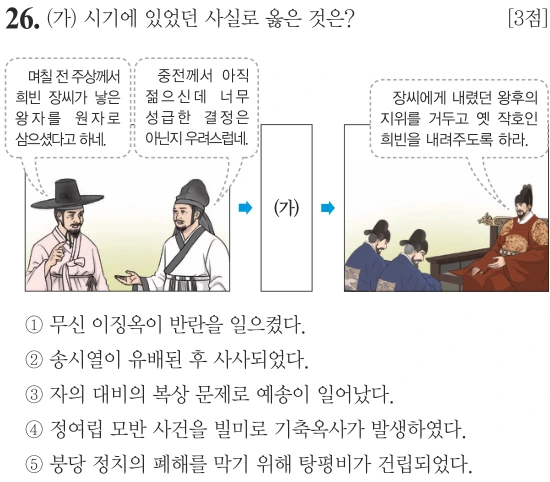 26. (가) 시기에 있었던 사실로 옳은 것은? [3점]
며칠 전 주상께서
희빈 장씨가 낳은
왕자를 원자로
삼으셨다고 하네.
중전께서 아직
젊으신데 너무
성급한 결정은
아닌지 우려스럽네.
(가)
장씨에게 내렸던 왕후의
지위를 거두고 옛 작호인
희빈을 내려주도록 하라.
① 무신 이징옥이 반란을 일으켰다.
② 송시열이 유배된 후 사사되었다.
③ 자의 대비의 복상 문제로 예송이 일어났다.
④ 정여립 모반 사건을 빌미로 기축옥사가 발생하였다.
⑤ 붕당 정치의 폐해를 막기 위해 탕평비가 건립되었다.